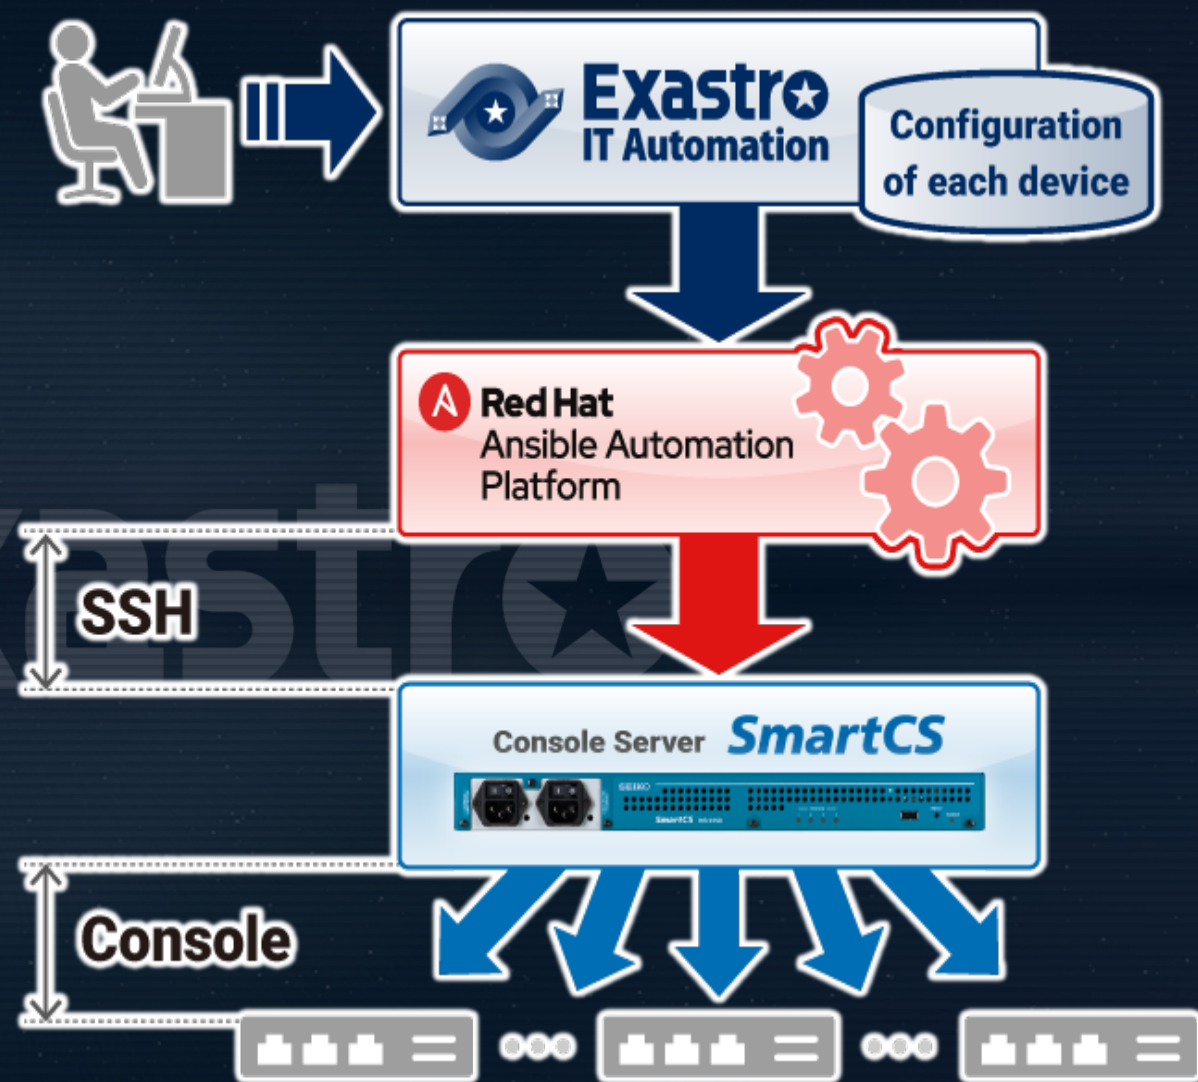 Exastro
IT Automation
Configuration
of each device
Red Hat
Ansible Automation
Platform
SSH
Console Server SmartCS
SEIKO
SmartCS
Console